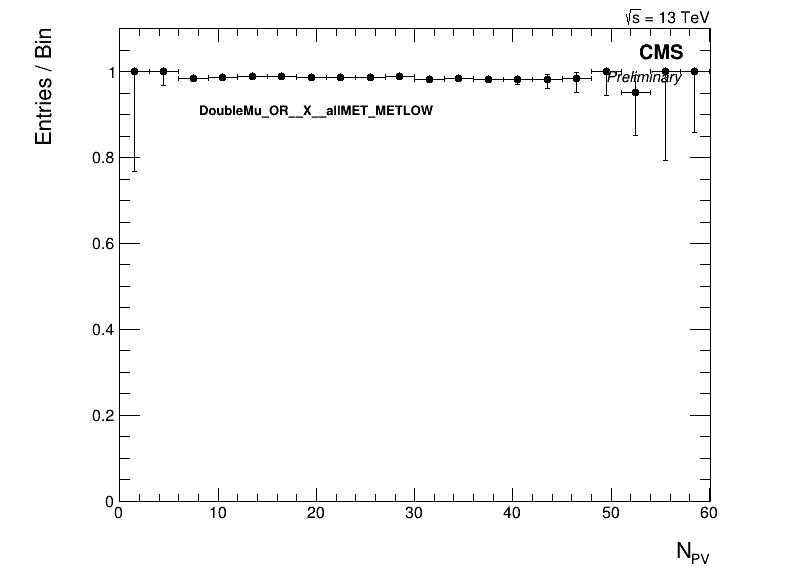 √s = 13 TeV
Entries / Bin
CMS
Preliminary
DoubleMu_OR__X__allMET_METLOW
1
0.8
0.6
0.4
0.2
0
0 10 20 30 40 50 60
N_PV